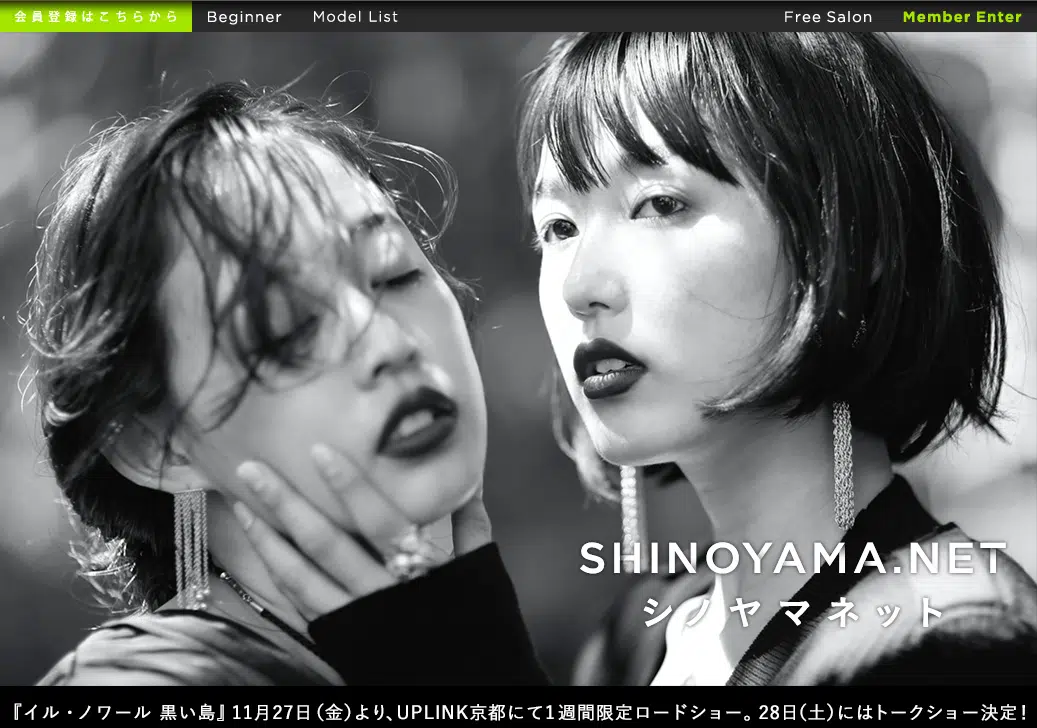 会員登録はこちらから Beginner Model List Free Salon Member Enter
SHINOYAMA.NET
シノヤマネット
『イル・ノワール 黒い島』11月27日(金)より、UPLINK京都にて1週間限定ロードショー。28日(土)にはトークショー決定!